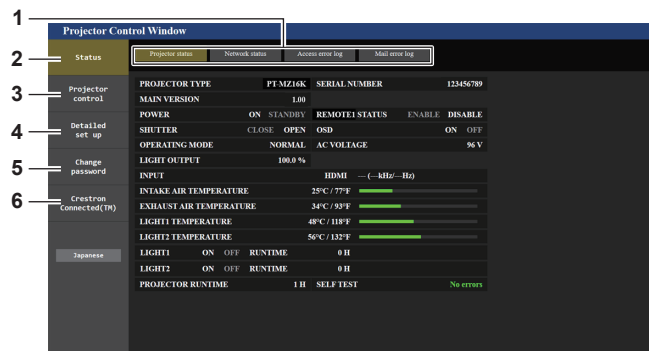 1
Projector Control Window
2
Status
Projector status Network status Access error log Mail error log
3
Projector
control
4
Detailed
set up
5
Change
password
6
Crestron
Connected(TM)
Japanese
PROJECTOR TYPE PT-MZ16K SERIAL NUMBER 123456789
MAIN VERSION 1.00
POWER ON STANDBY REMOTE1 STATUS ENABLE DISABLE
SHUTTER CLOSE OPEN OSD ON OFF
OPERATING MODE NORMAL AC VOLTAGE 96 V
LIGHT OUTPUT 100.0 %
INPUT HDMI --- (---kHz/---Hz)
INTAKE AIR TEMPERATURE 25°C / 77°F
EXHAUST AIR TEMPERATURE 34°C / 93°F
LIGHT1 TEMPERATURE 48°C / 118°F
LIGHT2 TEMPERATURE 56°C / 132°F
LIGHT1 ON OFF RUNTIME 0 H
LIGHT2 ON OFF RUNTIME 0 H
PROJECTOR RUNTIME 1 H SELF TEST No errors